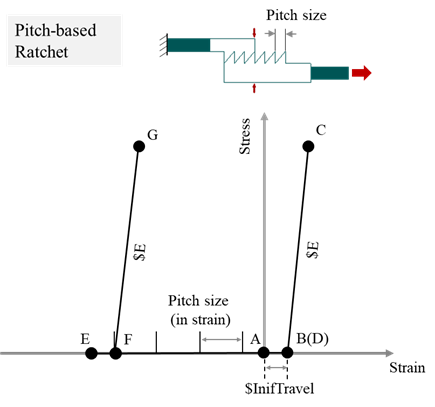 Pitch-based
Ratchet
Pitch size
G
C
Stress
$E
$E
Pitch size
(in strain)
E
F
A
B(D)
Strain
$InifTravel